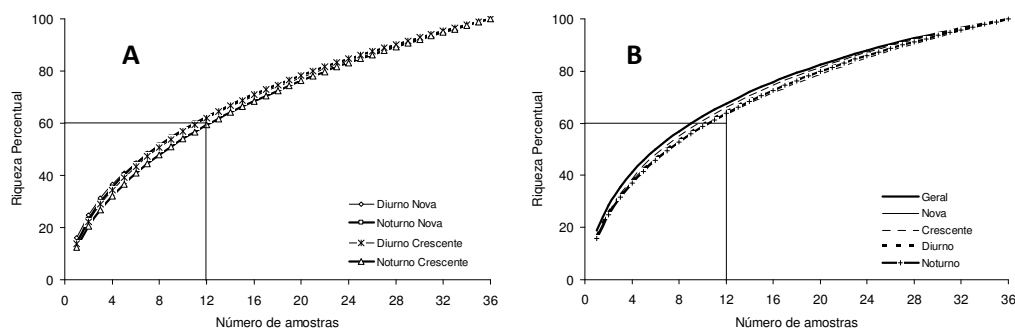 A
Riqueza Percentual
100
80
60
40
20
0
0 4 8 12 16 20 24 28 32 36
Número de amostras
Diurno Nova
Noturno Nova
Diurno Crescente
Noturno Crescente
B
Riqueza Percentual
100
80
60
40
20
0
0 4 8 12 16 20 24 28 32 36
Número de amostras
Geral
Nova
Crescente
Diurno
Noturno